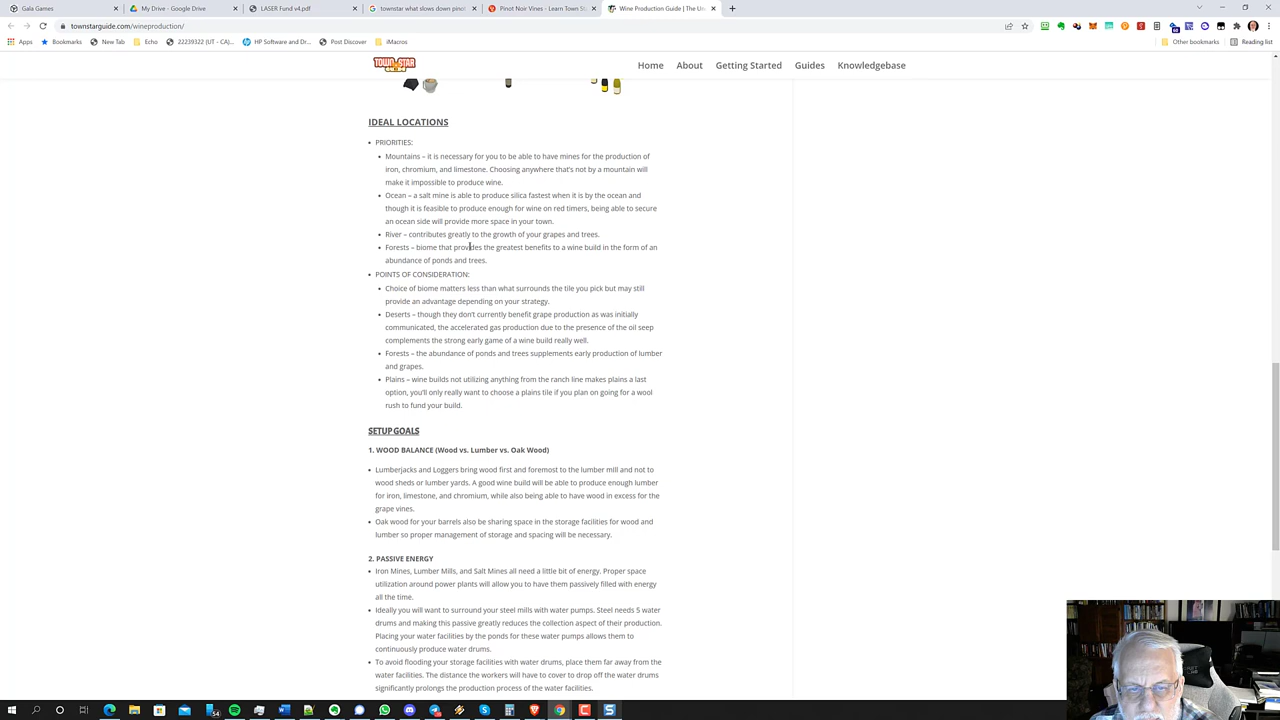 Gala Games
My Drive - Google Drive
LASER Fund v4.pdf
townstar what slows down pinot
Pinot Noir Vines - Learn Town St
Wine Production Guide | The Us
townstarguide.com/wineproduction/
Apps
Bookmarks
New Tab
Echo
22239322 (UT - CA)...
HP Software and Dr...
Post Discover
iMacros
Other bookmarks
Reading list
TOWN STAR
Home
About
Getting Started
Guides
Knowledgebase
IDEAL LOCATIONS
PRIORITIES:
Mountains – it is necessary for you to be able to have mines for the production of
iron, chromium, and limestone. Choosing anywhere that's not by a mountain will
make it impossible to produce wine.
Ocean – a salt mine is able to produce silica fastest when it is by the ocean and
though it is feasible to produce enough for wine on red timers, being able to secure
an ocean side will provide more space in your town.
River – contributes greatly to the growth of your grapes and trees.
Forests – biome that provides the greatest benefits to a wine build in the form of an
abundance of ponds and trees.
POINTS OF CONSIDERATION:
Choice of biome matters less than what surrounds the tile you pick but may still
provide an advantage depending on your strategy.
Deserts – though they don't currently benefit grape production as was initially
communicated, the accelerated gas production due to the presence of the oil seep
complements the strong early game of a wine build really well.
Forests – the abundance of ponds and trees supplements early production of lumber
and grapes.
Plains – wine builds not utilizing anything from the ranch line makes plains a last
option, you'll only really want to choose a plains tile if you plan on going for a wool
rush to fund your build.
SETUP GOALS
1. WOOD BALANCE (Wood vs. Lumber vs. Oak Wood)
Lumberjacks and Loggers bring wood first and foremost to the lumber mill and not to
wood sheds or lumber yards. A good wine build will be able to produce enough lumber
for iron, limestone, and chromium, while also being able to have wood in excess for the
grape vines.
Oak wood for your barrels also be sharing space in the storage facilities for wood and
lumber so proper management of storage and spacing will be necessary.
2. PASSIVE ENERGY
Iron Mines, Lumber Mills, and Salt Mines all need a little bit of energy. Proper space
utilization around power plants will allow you to have them passively filled with energy
all the time.
Ideally you will want to surround your steel mills with water pumps. Steel needs 5 water
drums and making this passive greatly reduces the collection aspect of their production.
Placing your water facilities by the ponds for these water pumps allows them to
continuously produce water drums.
To avoid flooding your storage facilities with water drums, place them far away from the
water facilities. The distance the workers will have to cover to drop off the water drums
significantly prolongs the production process of the water facilities.